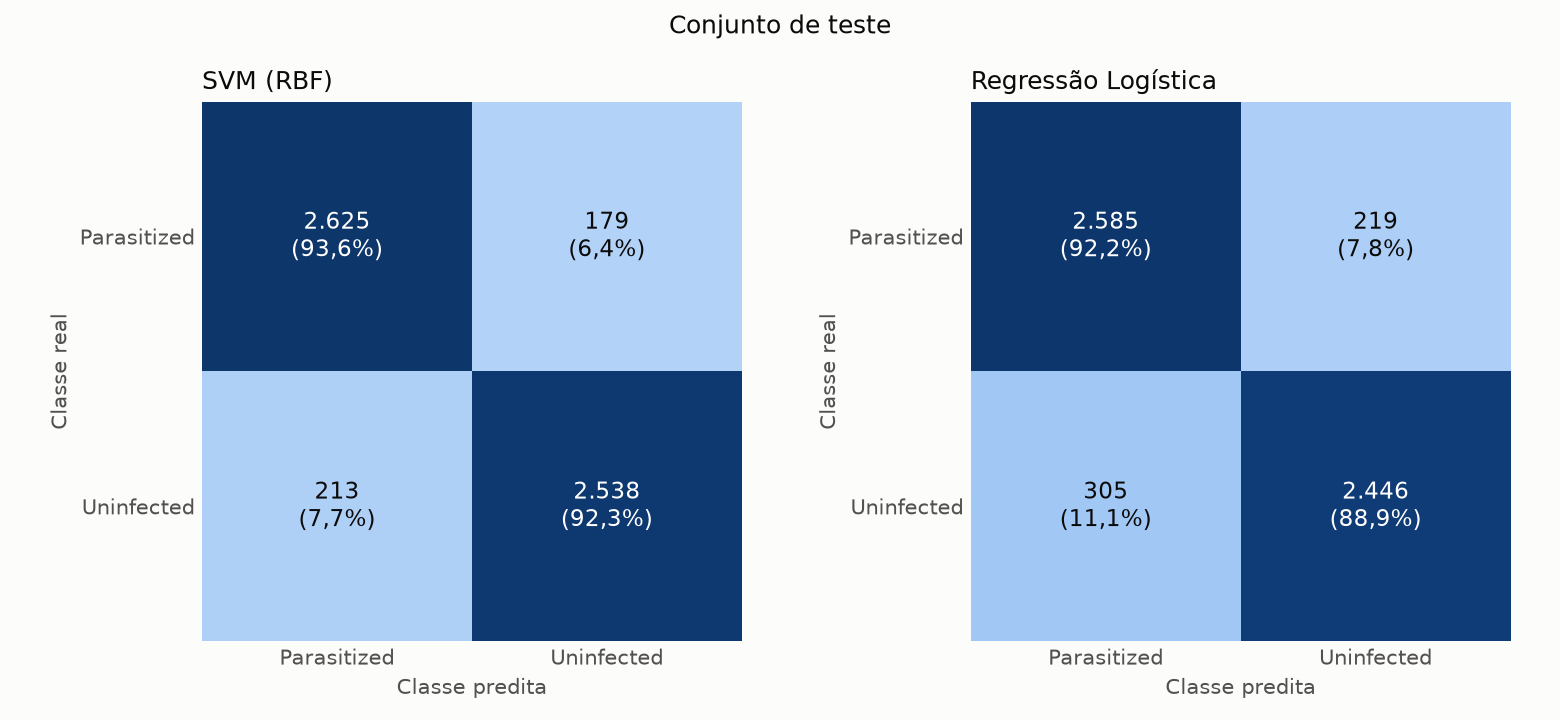 Conjunto de teste
SVM (RBF)
Parasitized
Uninfected
Classe real
2.625
(93,6%)
179
(6,4%)
213
(7,7%)
2.538
(92,3%)
Parasitized
Uninfected
Classe predita
Regressão Logística
Parasitized
Uninfected
Classe real
2.585
(92,2%)
219
(7,8%)
305
(11,1%)
2.446
(88,9%)
Parasitized
Uninfected
Classe predita